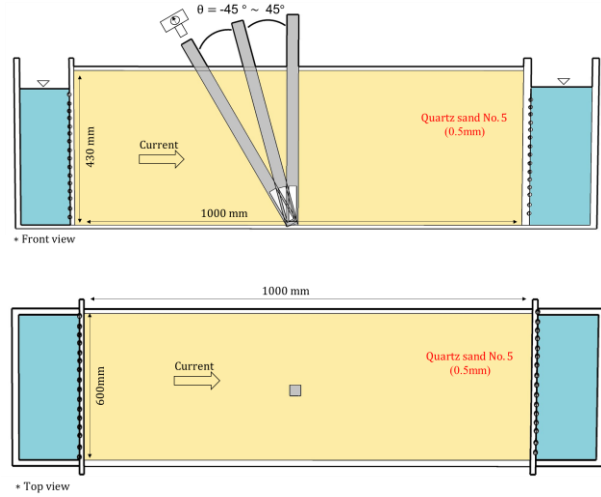 θ = -45 ° ~ 45°
Quartz sand No. 5
(0.5mm)
Current
430 mm
1000 mm
* Front view
1000 mm
Current
Quartz sand No. 5
(0.5mm)
600mm
* Top view